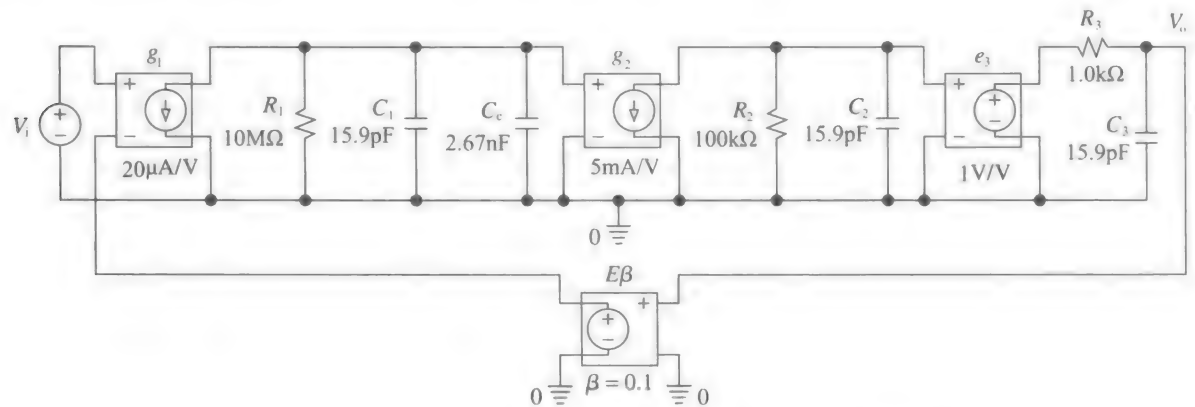 g₁
g₂
e₃
R₃
Vₒ
1.0kΩ
Vᵢ
+
−
+
−
R₁
10MΩ
C₁
15.9pF
C꜀
2.67nF
+
−
R₂
100kΩ
C₂
15.9pF
+
−
+
−
C₃
15.9pF
20μA/V
5mA/V
1V/V
0
Eβ
+
−
+
0
β = 0.1
0